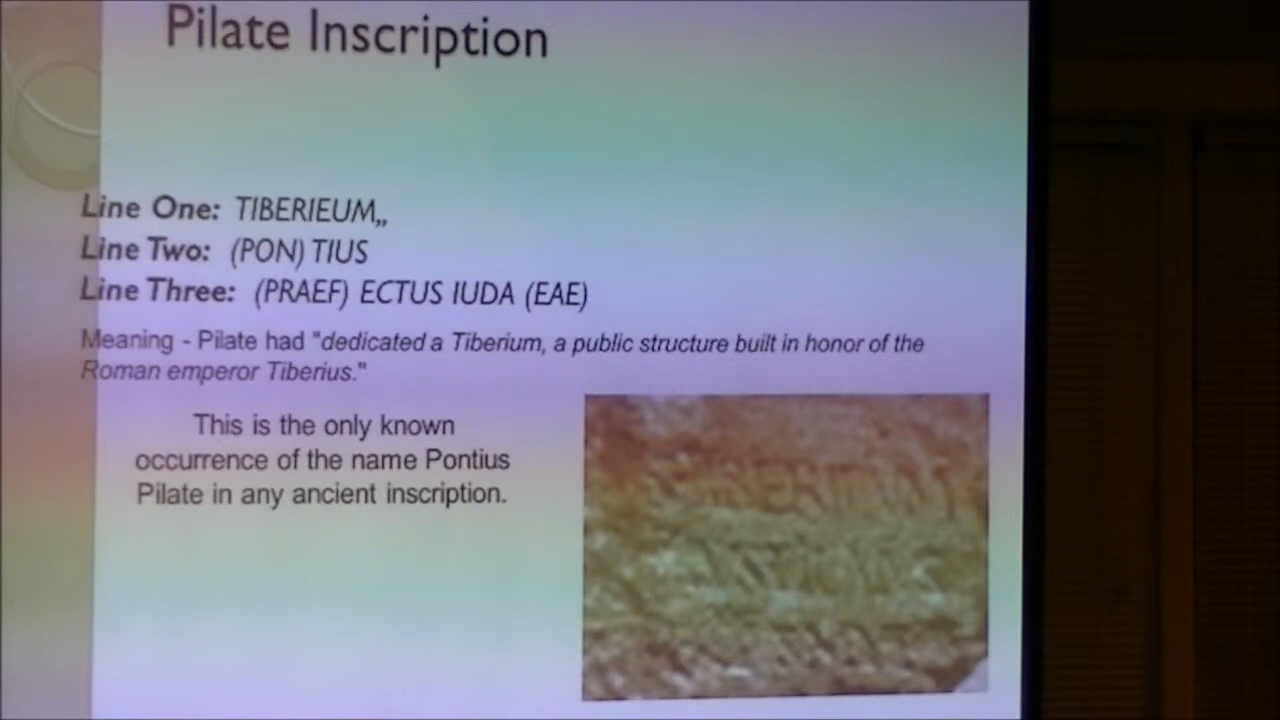 Pilate Inscription
Line One: TIBERIEUM,,
Line Two: (PON) TIUS
Line Three: (PRAEF) ECTUS IUDA (EAE)
Meaning - Pilate had "dedicated a Tiberium, a public structure built in honor of the
Roman emperor Tiberius."
This is the only known
occurrence of the name Pontius
Pilate in any ancient inscription.